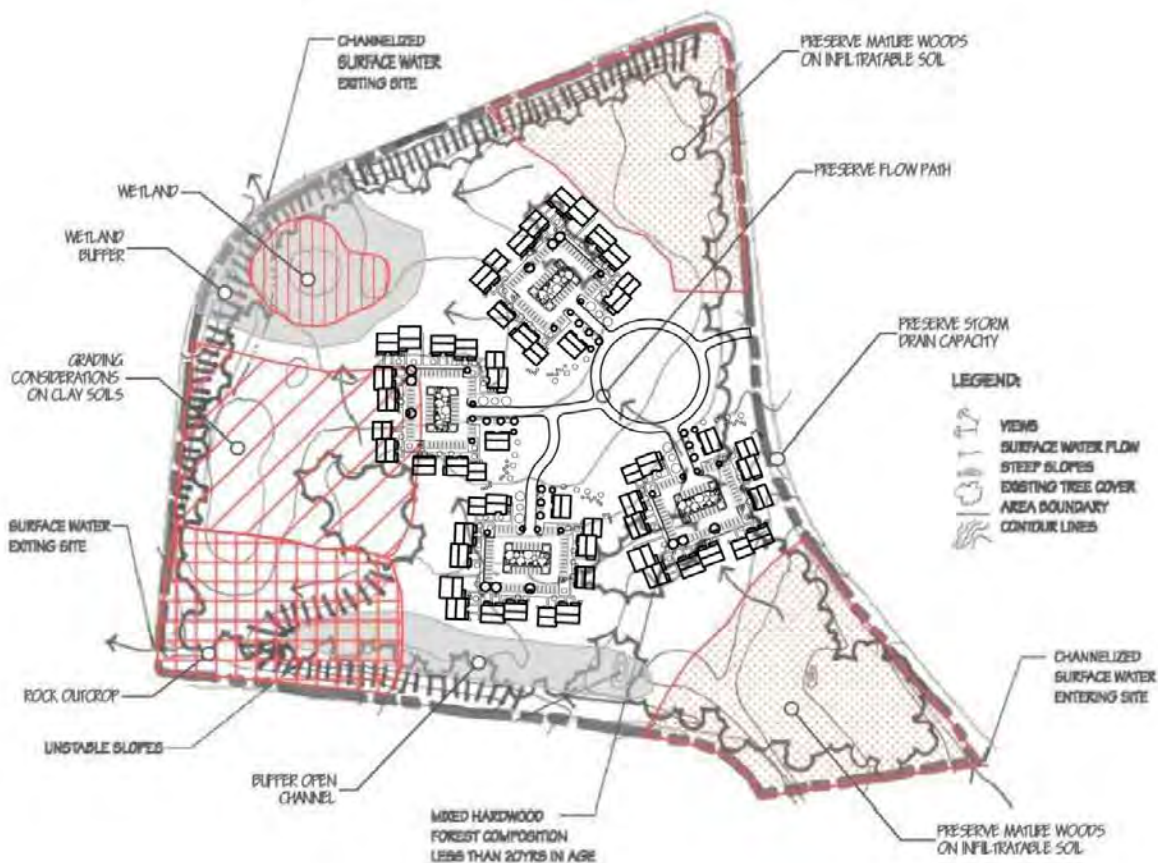 CHANNELIZED
SURFACE WATER
EXITING SITE
PRESERVE MATURE WOODS
ON INFILTRATABLE SOIL
PRESERVE FLOW PATH
WETLAND
WETLAND
BUFFER
PRESERVE STORM
DRAIN CAPACITY
GRADING
CONSIDERATIONS
ON CLAY SOILS
LEGEND:
VIEWS
SURFACE WATER FLOW
STEEP SLOPES
EXISTING TREE COVER
AREA BOUNDARY
CONTOUR LINES
SURFACE WATER
EXITING SITE
ROCK OUTCROP
CHANNELIZED
SURFACE WATER
ENTERING SITE
UNSTABLE SLOPES
BUFFER OPEN
CHANNEL
MIXED HARDWOOD
FOREST COMPOSITION
LESS THAN 20YRS IN AGE
PRESERVE MATURE WOODS
ON INFILTRATABLE SOIL